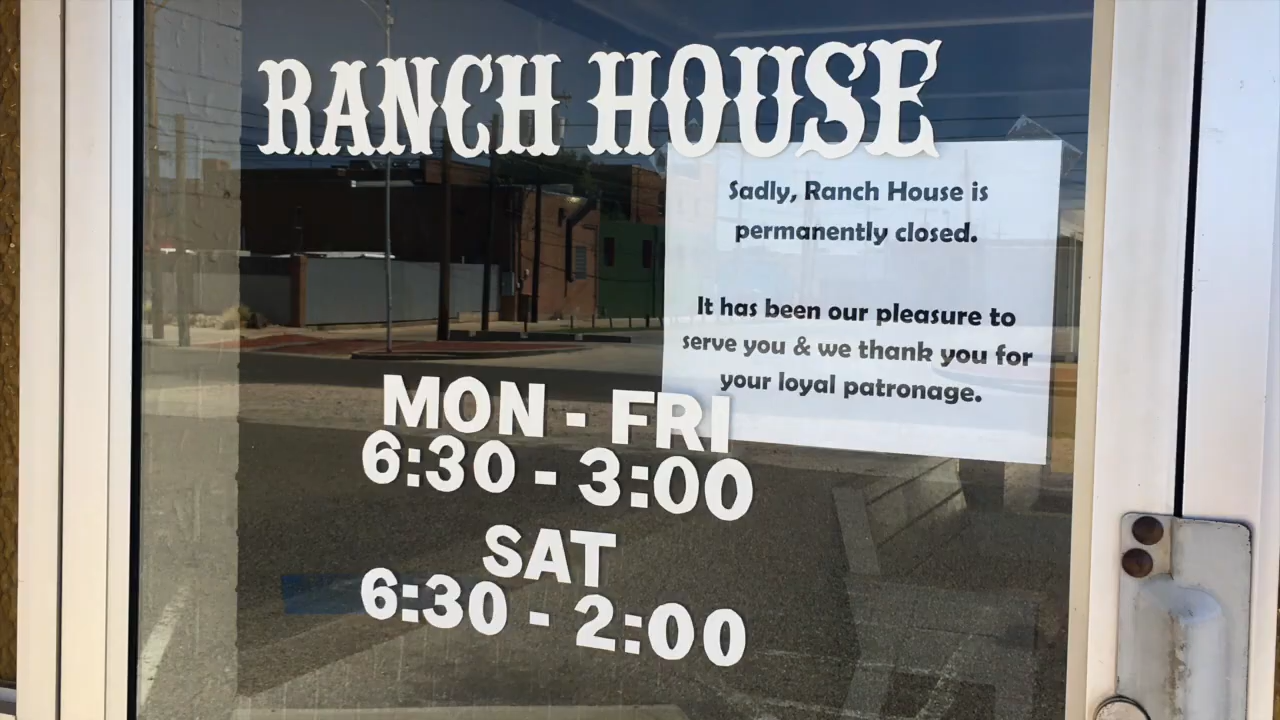 RANCH HOUSE
Sadly, Ranch House is
permanently closed.
It has been our pleasure to
serve you & we thank you for
your loyal patronage.
MON - FRI
6:30 - 3:00
SAT
6:30 - 2:00